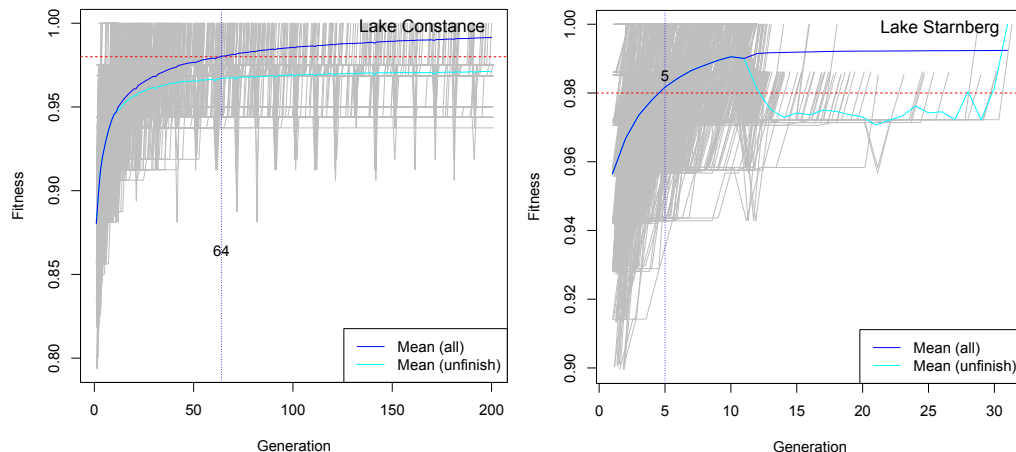 Lake Constance
Fitness
1.00
0.95
0.90
0.85
0.80
64
Mean (all)
Mean (unfinish)
0 50 100 150 200
Generation
Lake Starnberg
Fitness
1.00
0.98
0.96
0.94
0.92
0.90
5
Mean (all)
Mean (unfinish)
0 5 10 15 20 25 30
Generation